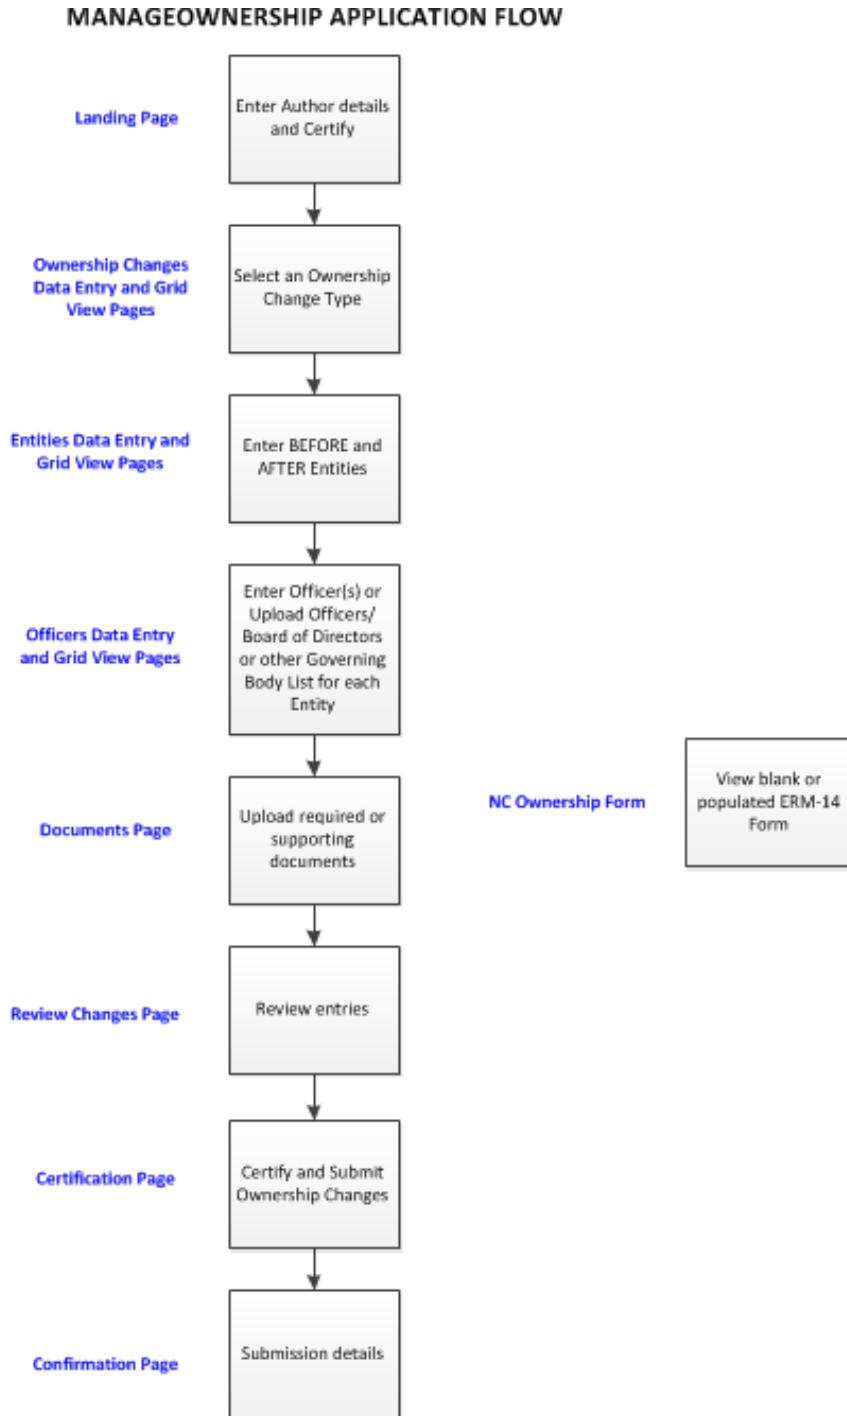 MANAGEOWNERSHIP APPLICATION FLOW
Landing Page
Enter Author details
and Certify
Ownership Changes
Data Entry and Grid
View Pages
Select an Ownership
Change Type
Entities Data Entry and
Grid View Pages
Enter BEFORE and
AFTER Entities
Officers Data Entry
and Grid View Pages
Enter Officer(s) or
Upload Officers/
Board of Directors
or other Governing
Body List for each
Entity
Documents Page
Upload required or
supporting
documents
NC Ownership Form
View blank or
populated ERM-14
Form
Review Changes Page
Review entries
Certification Page
Certify and Submit
Ownership Changes
Confirmation Page
Submission details